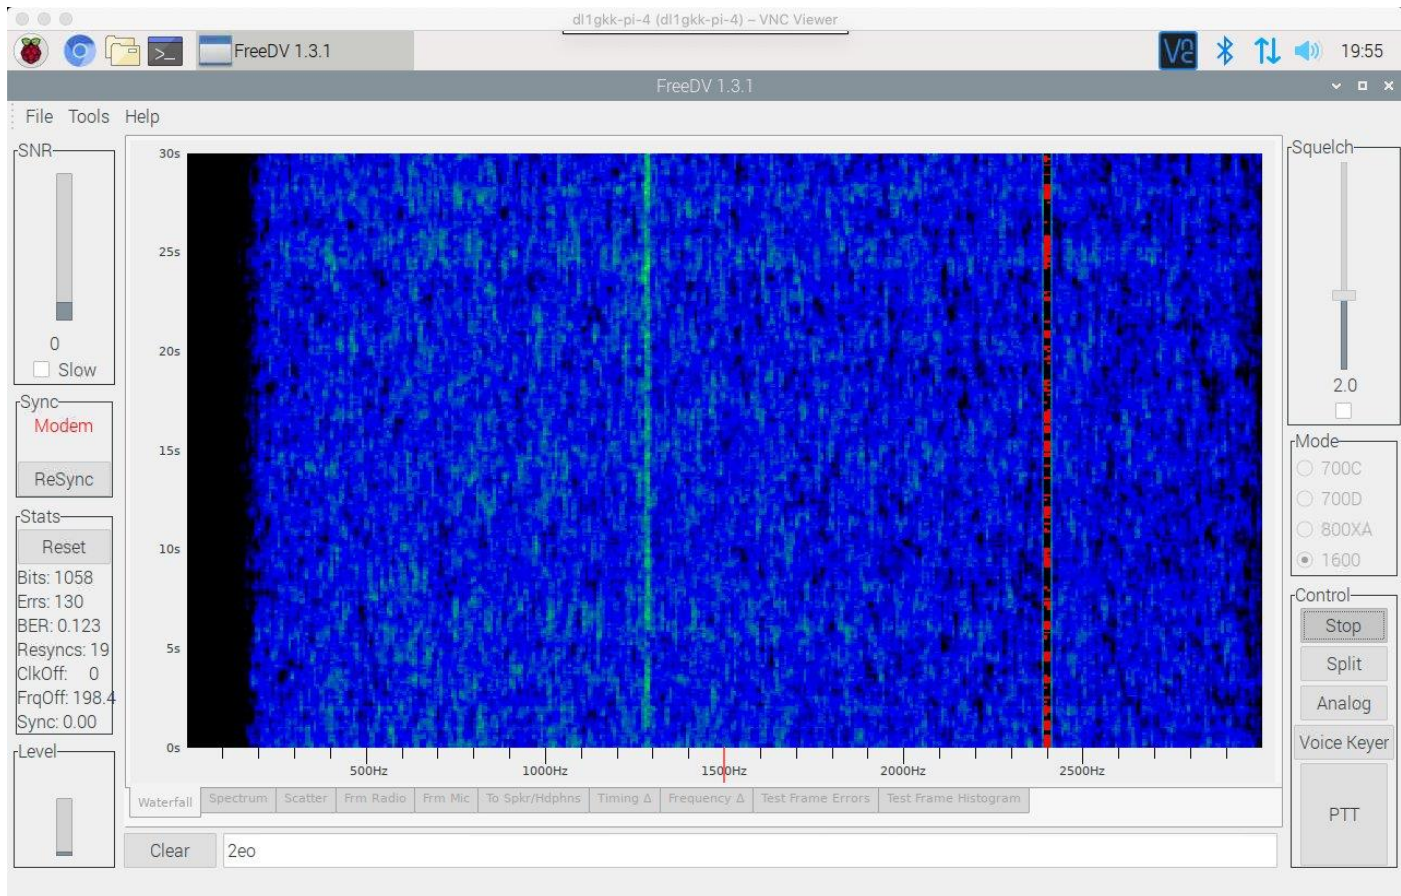 dl1gkk-pi-4 (dl1gkk-pi-4) – VNC Viewer
>_ FreeDV 1.3.1
19:55
FreeDV 1.3.1
File Tools Help
SNR
0
Slow
Sync
Modem
ReSync
Stats
Reset
Bits: 1058
Errs: 130
BER: 0.123
Resyncs: 19
ClkOff: 0
FrqOff: 198.4
Sync: 0.00
Level
30s
25s
20s
15s
10s
5s
0s
500Hz 1000Hz 1500Hz 2000Hz 2500Hz
Waterfall Spectrum Scatter Frm Radio Frm Mic To Spkr/Hdphns Timing Δ Frequency Δ Test Frame Errors Test Frame Histogram
Clear 2eo
Squelch
2.0
Mode
700C
700D
800XA
1600
Control
Stop
Split
Analog
Voice Keyer
PTT